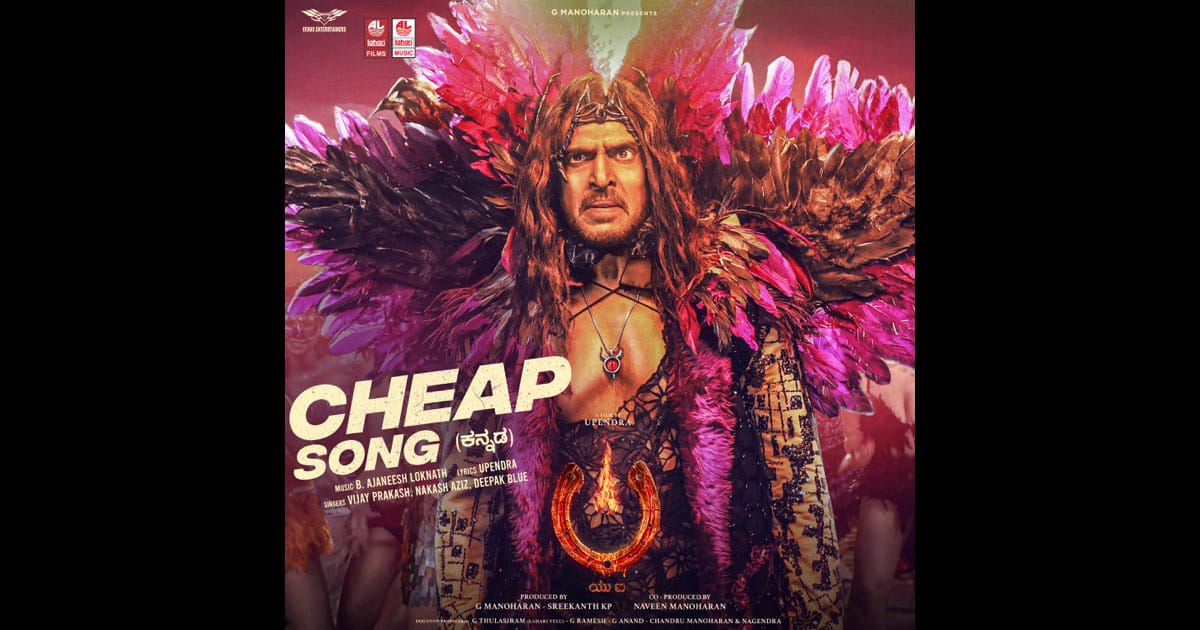 G MANOHARAN PRESENTS
VENUS ENTERTAINERS
lahari
FILMS
lahari
MUSIC
A FILM BY
UPENDRA
CHEAP
SONG (ಕನ್ನಡ)
MUSIC B. AJANEESH LOKNATH LYRICS UPENDRA
SINGERS VIJAY PRAKASH, NAKASH AZIZ, DEEPAK BLUE
ಯು ಐ
PRODUCED BY
G MANOHARAN - SREEKANTH KP
CO - PRODUCED BY
NAVEEN MANOHARAN
EXECUTIVE PRODUCERS G THULASIRAM (LAHARI VELU) - G RAMESH - G ANAND - CHANDRU MANOHARAN & NAGENDRA